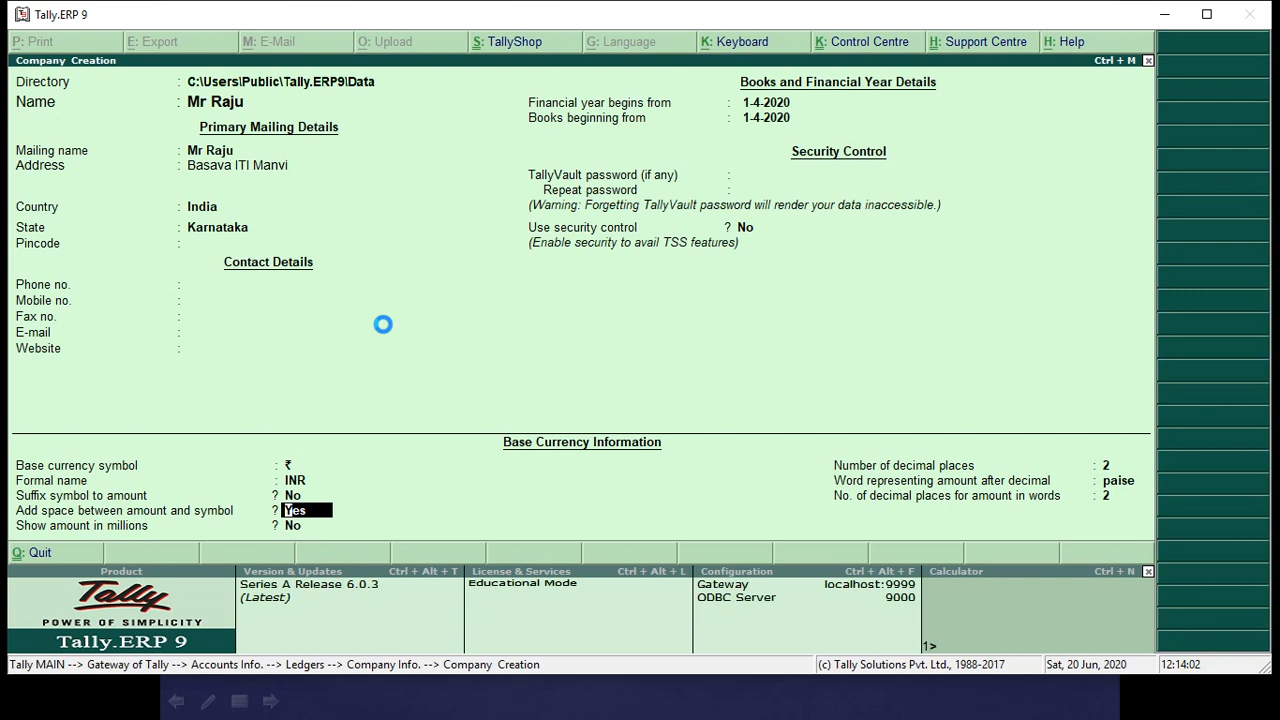 Tally.ERP 9
P: Print E: Export M: E-Mail O: Upload S: TallyShop G: Language K: Keyboard K: Control Centre H: Support Centre H: Help
Company Creation Ctrl + M
Directory : C:\Users\Public\Tally.ERP9\Data
Name : Mr Raju
Primary Mailing Details
Mailing name : Mr Raju
Address : Basava ITI Manvi
Country : India
State : Karnataka
Pincode :
Contact Details
Phone no. :
Mobile no. :
Fax no. :
E-mail :
Website :
Books and Financial Year Details
Financial year begins from : 1-4-2020
Books beginning from : 1-4-2020
Security Control
TallyVault password (if any) :
Repeat password :
(Warning: Forgetting TallyVault password will render your data inaccessible.)
Use security control ? No
(Enable security to avail TSS features)
Base Currency Information
Base currency symbol : ₹
Formal name : INR
Suffix symbol to amount ? No
Add space between amount and symbol ? Yes
Show amount in millions ? No
Number of decimal places : 2
Word representing amount after decimal : paise
No. of decimal places for amount in words : 2
Q: Quit
Product
Tally
POWER OF SIMPLICITY
Tally.ERP 9
Version & Updates Ctrl + Alt + T
Series A Release 6.0.3
(Latest)
License & Services Ctrl + Alt + L
Educational Mode
Configuration Ctrl + Alt + F
Gateway localhost:9999
ODBC Server 9000
Calculator Ctrl + N
1>
Tally MAIN --> Gateway of Tally --> Accounts Info. --> Ledgers --> Company Info. --> Company Creation (c) Tally Solutions Pvt. Ltd., 1988-2017 Sat, 20 Jun, 2020 12:14:02